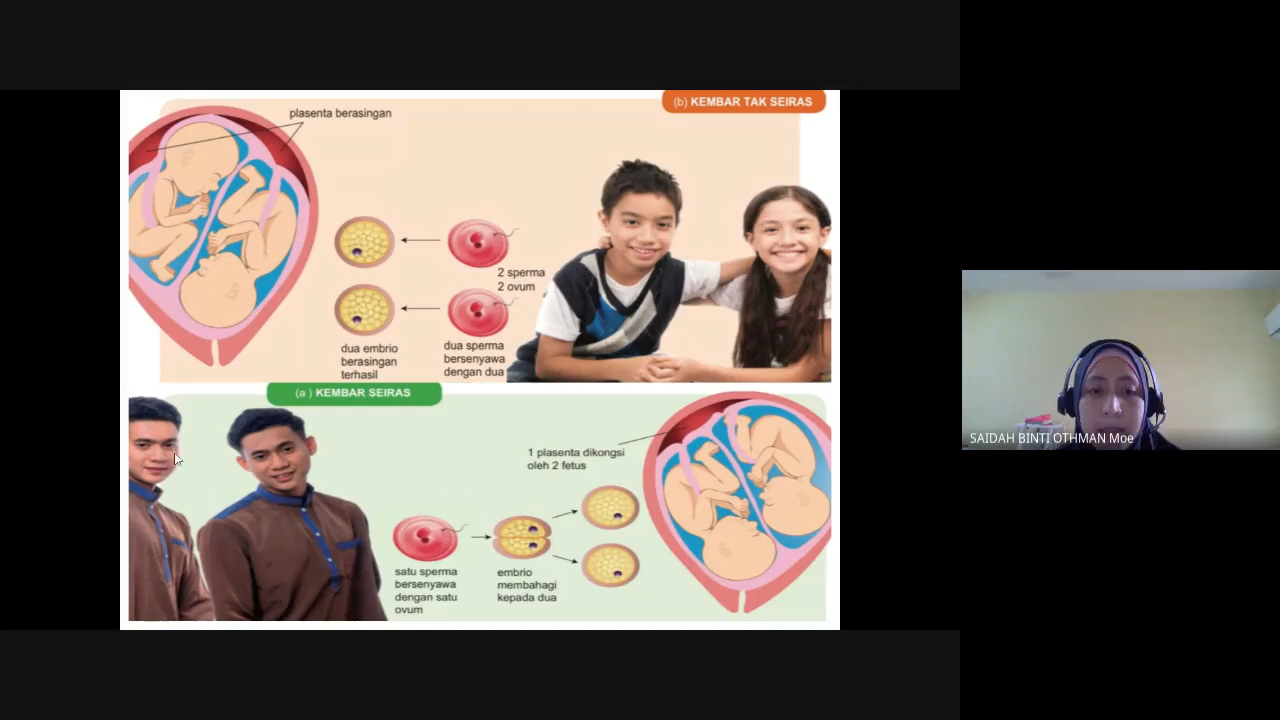 (b) KEMBAR TAK SEIRAS
plasenta berasingan
2 sperma
2 ovum
dua embrio
berasingan
terhasil
dua sperma
bersenyawa
dengan dua
(a ) KEMBAR SEIRAS
1 plasenta dikongsi
oleh 2 fetus
satu sperma
bersenyawa
dengan satu
ovum
embrio
membahagi
kepada dua
SAIDAH BINTI OTHMAN Moe